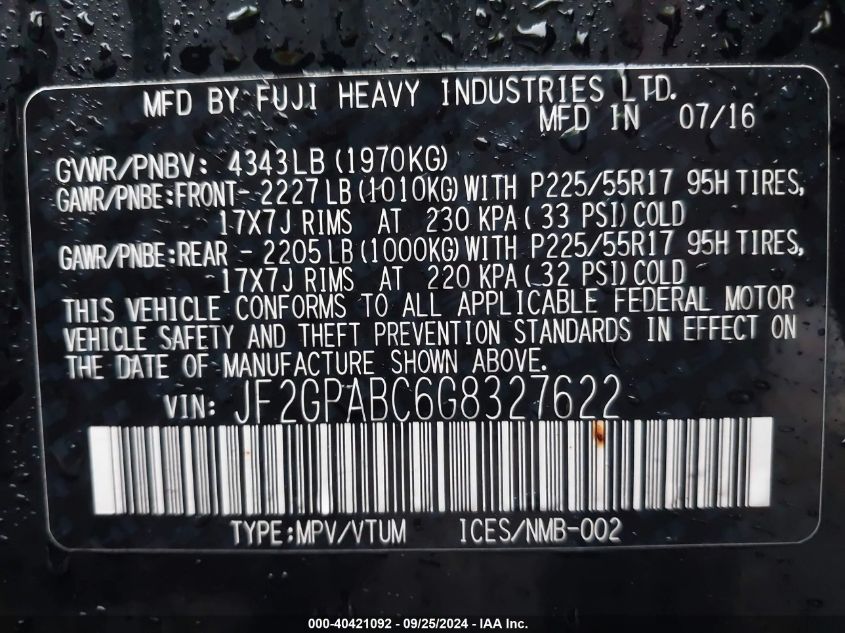 MFD BY FUJI HEAVY INDUSTRIES LTD.
MFD IN 07/16
GVWR/PNBV: 4343LB (1970KG)
GAWR/PNBE:FRONT- 2227 LB (1010KG) WITH P225/55R17 95H TIRES,
17X7J RIMS AT 230 KPA ( 33 PSI) COLD
GAWR/PNBE:REAR - 2205 LB (1000KG) WITH P225/55R17 95H TIRES,
17X7J RIMS AT 220 KPA ( 32 PSI) COLD
THIS VEHICLE CONFORMS TO ALL APPLICABLE FEDERAL MOTOR
VEHICLE SAFETY AND THEFT PREVENTION STANDARDS IN EFFECT ON
THE DATE OF MANUFACTURE SHOWN ABOVE.
VIN: JF2GPABC6G8327622
TYPE:MPV/VTUM ICES/NMB-002
000-40421092 - 09/25/2024 - IAA Inc.